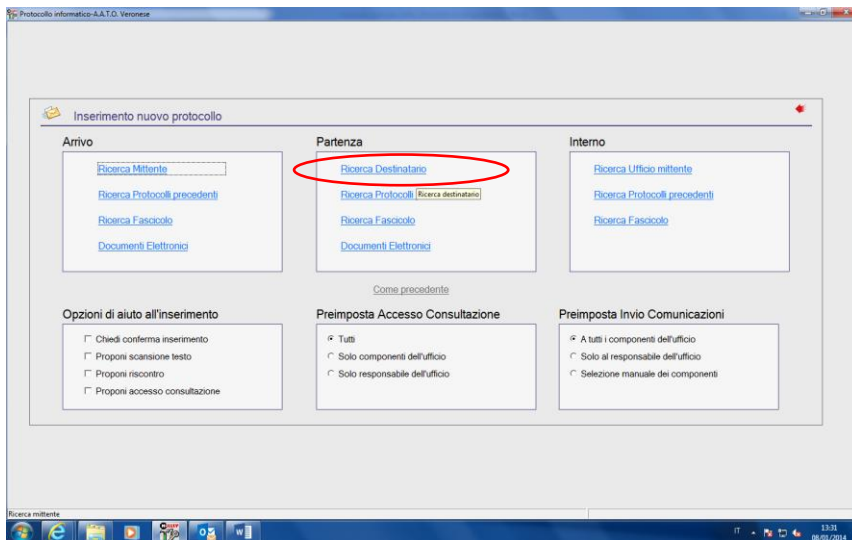 Protocollo informatico-A.A.T.O. Veronese
Inserimento nuovo protocollo
Arrivo
Ricerca Mittente
Ricerca Protocolli precedenti
Ricerca Fascicolo
Documenti Elettronici
Partenza
Ricerca Destinatario
Ricerca Protocolli
Ricerca destinatario
Ricerca Fascicolo
Documenti Elettronici
Interno
Ricerca Ufficio mittente
Ricerca Protocolli precedenti
Ricerca Fascicolo
Come precedente
Opzioni di aiuto all'inserimento
Chiedi conferma inserimento
Proponi scansione testo
Proponi riscontro
Proponi accesso consultazione
Preimposta Accesso Consultazione
Tutti
Solo componenti dell'ufficio
Solo responsabile dell'ufficio
Preimposta Invio Comunicazioni
A tutti i componenti dell'ufficio
Solo al responsabile dell'ufficio
Selezione manuale dei componenti
Ricerca mittente
IT
13:31
08/01/2014